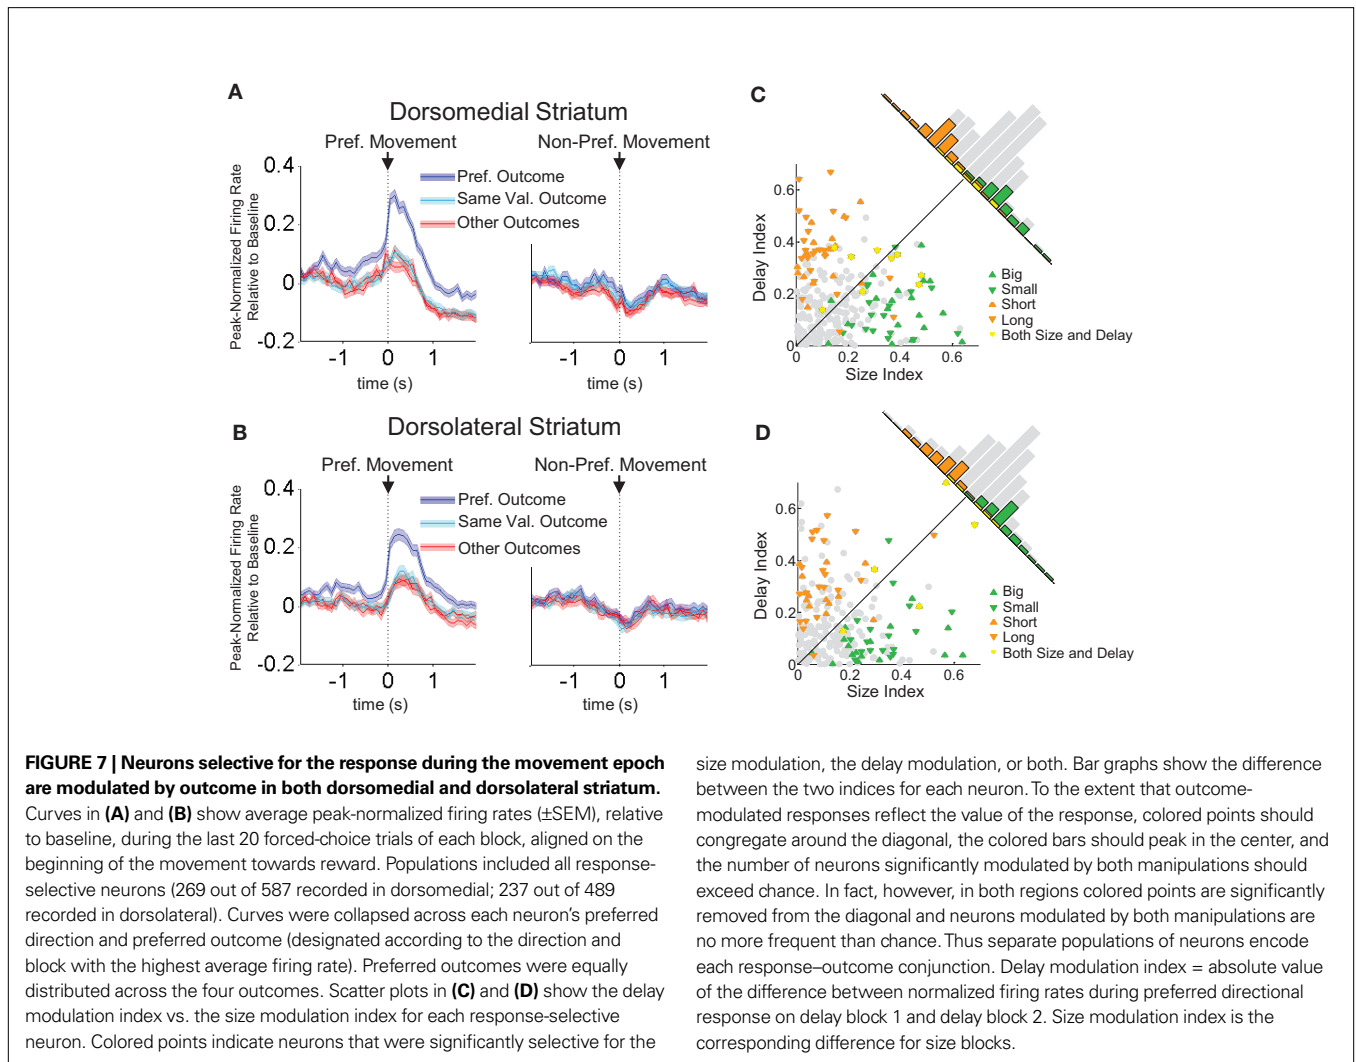 A
Dorsomedial Striatum
Pref. Movement
Non-Pref. Movement
Peak-Normalized Firing Rate
Relative to Baseline
0.4
0.2
0
-0.2
Pref. Outcome
Same Val. Outcome
Other Outcomes
-1 0 1
time (s)
-1 0 1
time (s)
C
Delay Index
0.6
0.4
0.2
0
0 0.2 0.4 0.6
Size Index
Big
Small
Short
Long
Both Size and Delay
B
Dorsolateral Striatum
Pref. Movement
Non-Pref. Movement
Peak-Normalized Firing Rate
Relative to Baseline
0.4
0.2
0
-0.2
Pref. Outcome
Same Val. Outcome
Other Outcomes
-1 0 1
time (s)
-1 0 1
time (s)
D
Delay Index
0.6
0.4
0.2
0
0 0.2 0.4 0.6
Size Index
Big
Small
Short
Long
Both Size and Delay
FIGURE 7 | Neurons selective for the response during the movement epoch
are modulated by outcome in both dorsomedial and dorsolateral striatum.
Curves in (A) and (B) show average peak-normalized firing rates (±SEM), relative
to baseline, during the last 20 forced-choice trials of each block, aligned on the
beginning of the movement towards reward. Populations included all response-
selective neurons (269 out of 587 recorded in dorsomedial; 237 out of 489
recorded in dorsolateral). Curves were collapsed across each neuron's preferred
direction and preferred outcome (designated according to the direction and
block with the highest average firing rate). Preferred outcomes were equally
distributed across the four outcomes. Scatter plots in (C) and (D) show the delay
modulation index vs. the size modulation index for each response-selective
neuron. Colored points indicate neurons that were significantly selective for the
size modulation, the delay modulation, or both. Bar graphs show the difference
between the two indices for each neuron. To the extent that outcome-
modulated responses reflect the value of the response, colored points should
congregate around the diagonal, the colored bars should peak in the center, and
the number of neurons significantly modulated by both manipulations should
exceed chance. In fact, however, in both regions colored points are significantly
removed from the diagonal and neurons modulated by both manipulations are
no more frequent than chance. Thus separate populations of neurons encode
each response–outcome conjunction. Delay modulation index = absolute value
of the difference between normalized firing rates during preferred directional
response on delay block 1 and delay block 2. Size modulation index is the
corresponding difference for size blocks.